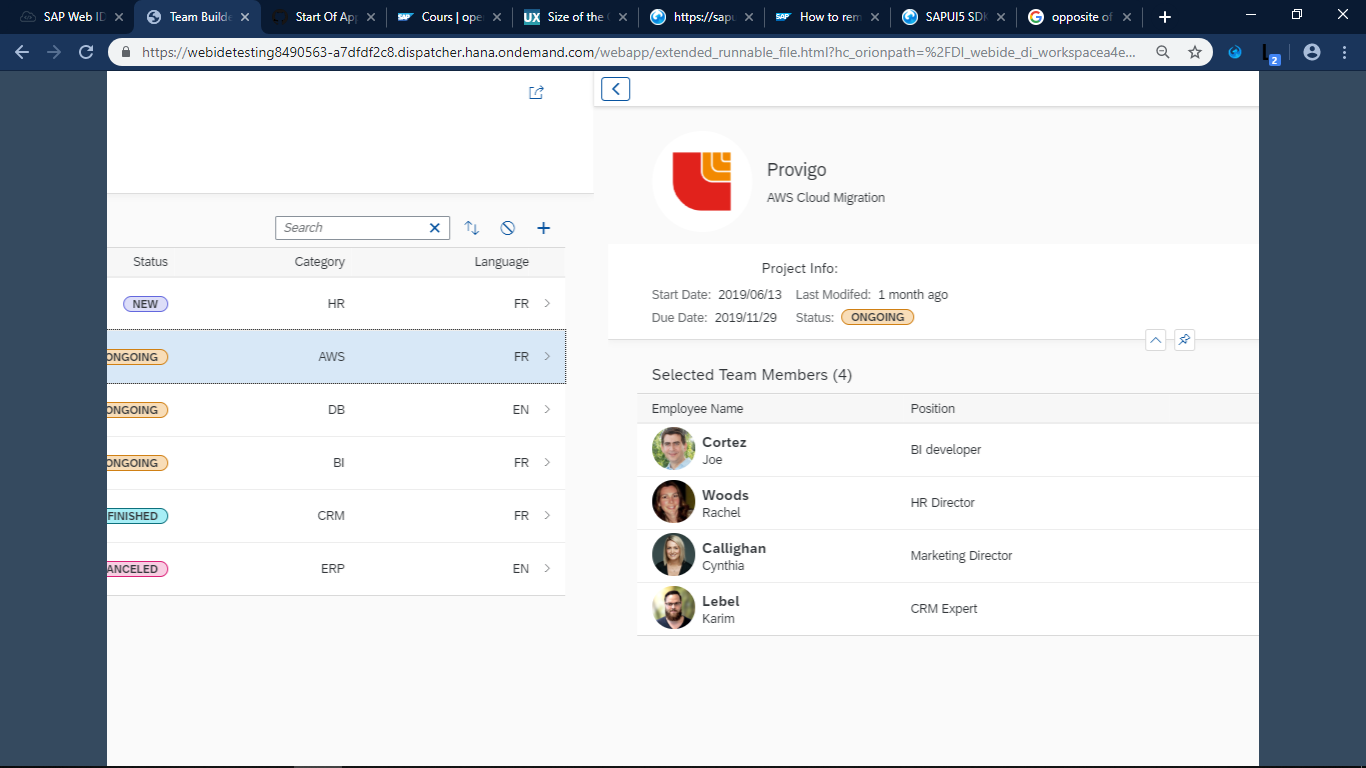 SAP Web ID
Team Builde
Start Of App
Cours | ope
Size of the
https://sapu
How to rem
SAPUI5 SDK
opposite of
https://webidetesting8490563-a7dfdf2c8.dispatcher.hana.ondemand.com/webapp/extended_runnable_file.html?hc_orionpath=%2FDI_webide_di_workspacea4e...
2
Search
Status Category Language
NEW HR FR
ONGOING AWS FR
ONGOING DB EN
ONGOING BI FR
FINISHED CRM FR
ANCELED ERP EN
Provigo
AWS Cloud Migration
Project Info:
Start Date: 2019/06/13 Last Modifed: 1 month ago
Due Date: 2019/11/29 Status: ONGOING
Selected Team Members (4)
Employee Name Position
Cortez
Joe
BI developer
Woods
Rachel
HR Director
Callighan
Cynthia
Marketing Director
Lebel
Karim
CRM Expert